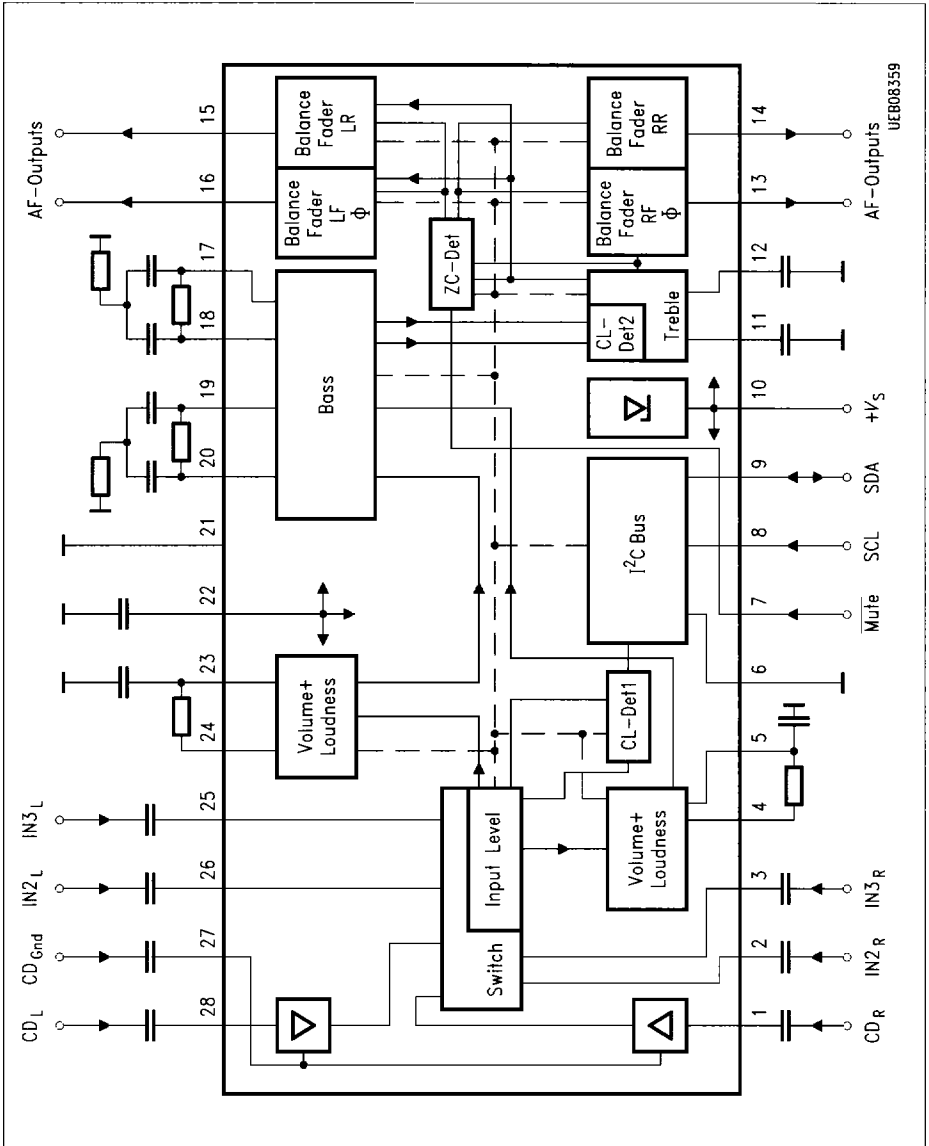 CD_L
CD_Gnd
IN2_L
IN3_L
AF-Outputs
28
27
26
25
24
23
22
21
20
19
18
17
16
15
Switch
Input Level
Volume+
Loudness
Volume+
Loudness
CL-Det1
I²C Bus
Bass
ZC-Det
CL-
Det2
Treble
Balance
Fader
LF
Φ
Balance
Fader
LR
Balance
Fader
RF
Φ
Balance
Fader
RR
1
2
3
4
5
6
7
8
9
10
11
12
13
14
CD_R
IN2_R
IN3_R
Mute
SCL
SDA
+V_S
AF-Outputs
UEB08359